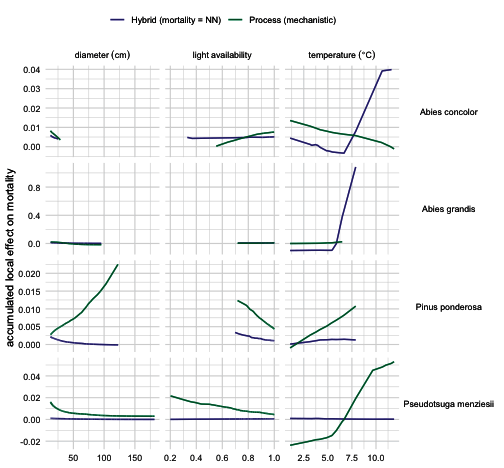 Hybrid (mortality = NN) Process (mechanistic)
diameter (cm) light availability temperature (°C)
0.04
0.03
0.02
0.01
0.00
Abies concolor
0.8
0.4
0.0
Abies grandis
0.020
0.015
0.010
0.005
0.000
Pinus ponderosa
0.04
0.02
0.00
-0.02
Pseudotsuga menziesii
50 100 150 0.2 0.4 0.6 0.8 1.0 2.5 5.0 7.5 10.0
accumulated local effect on mortality